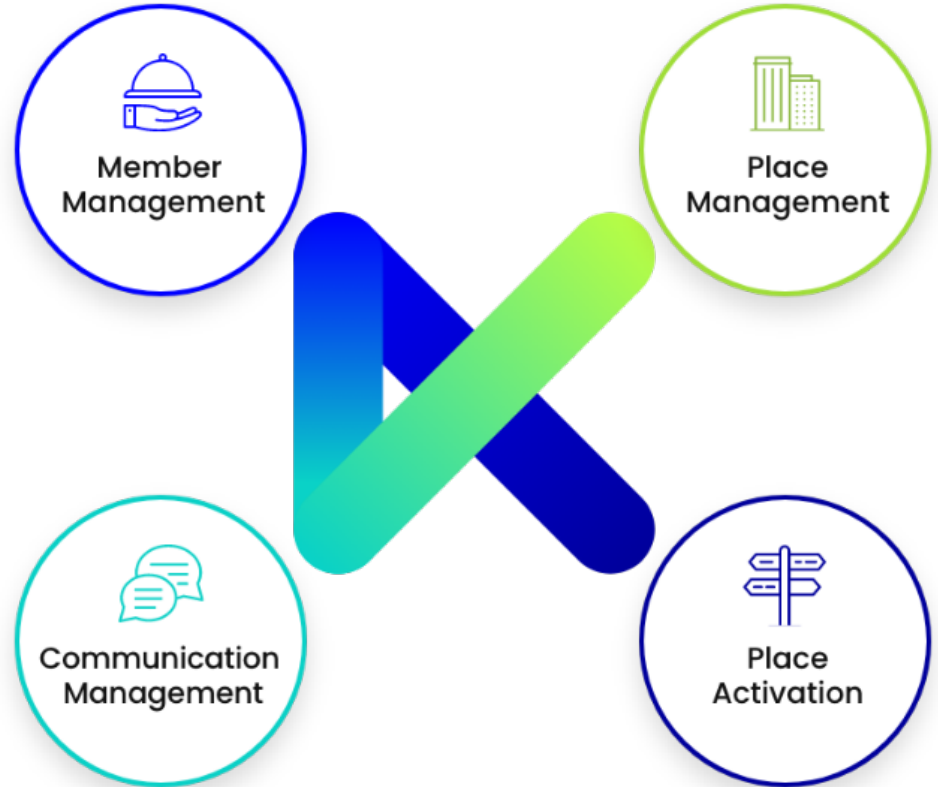 Member
Management
Place
Management
Communication
Management
Place
Activation